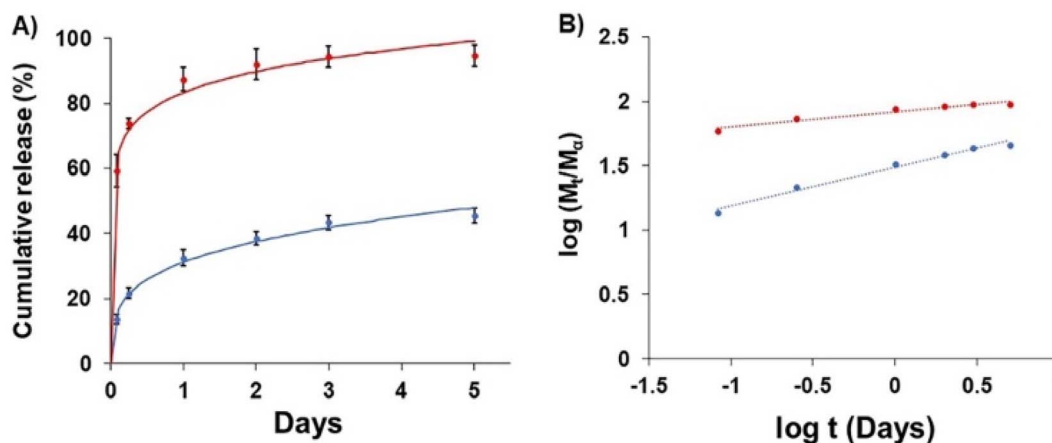 A)
Cumulative release (%)
100
80
60
40
20
0
0 1 2 3 4 5
Days
B)
log (Mt/Mα)
2.5
2
1.5
1
0.5
0
-1.5 -1 -0.5 0 0.5
log t (Days)